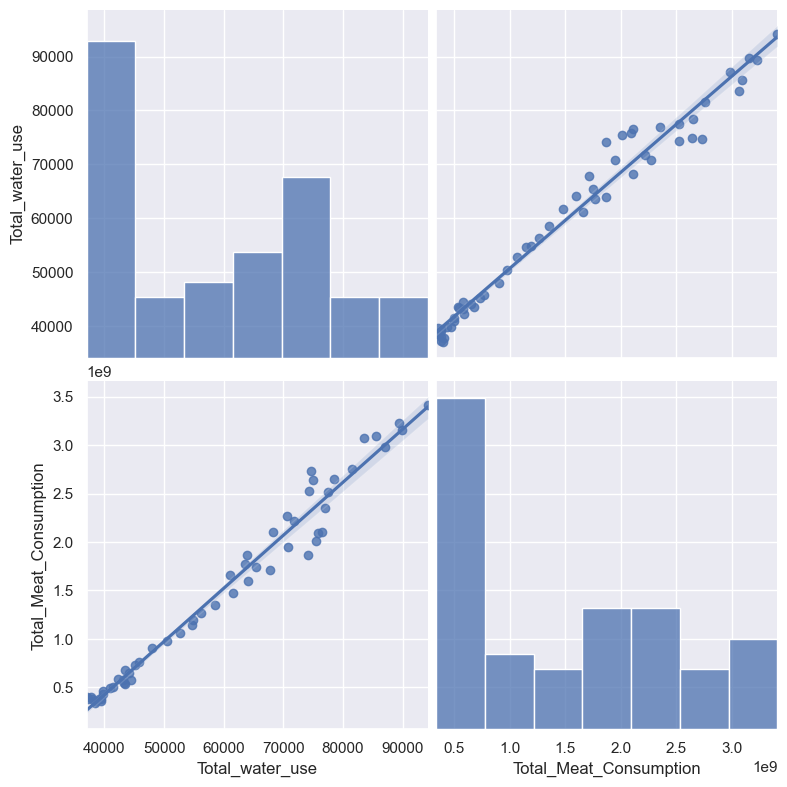 90000
80000
70000
60000
50000
40000
Total_water_use
1e9
3.5
3.0
2.5
2.0
1.5
1.0
0.5
Total_Meat_Consumption
40000 50000 60000 70000 80000 90000
Total_water_use
0.5 1.0 1.5 2.0 2.5 3.0
Total_Meat_Consumption
1e9